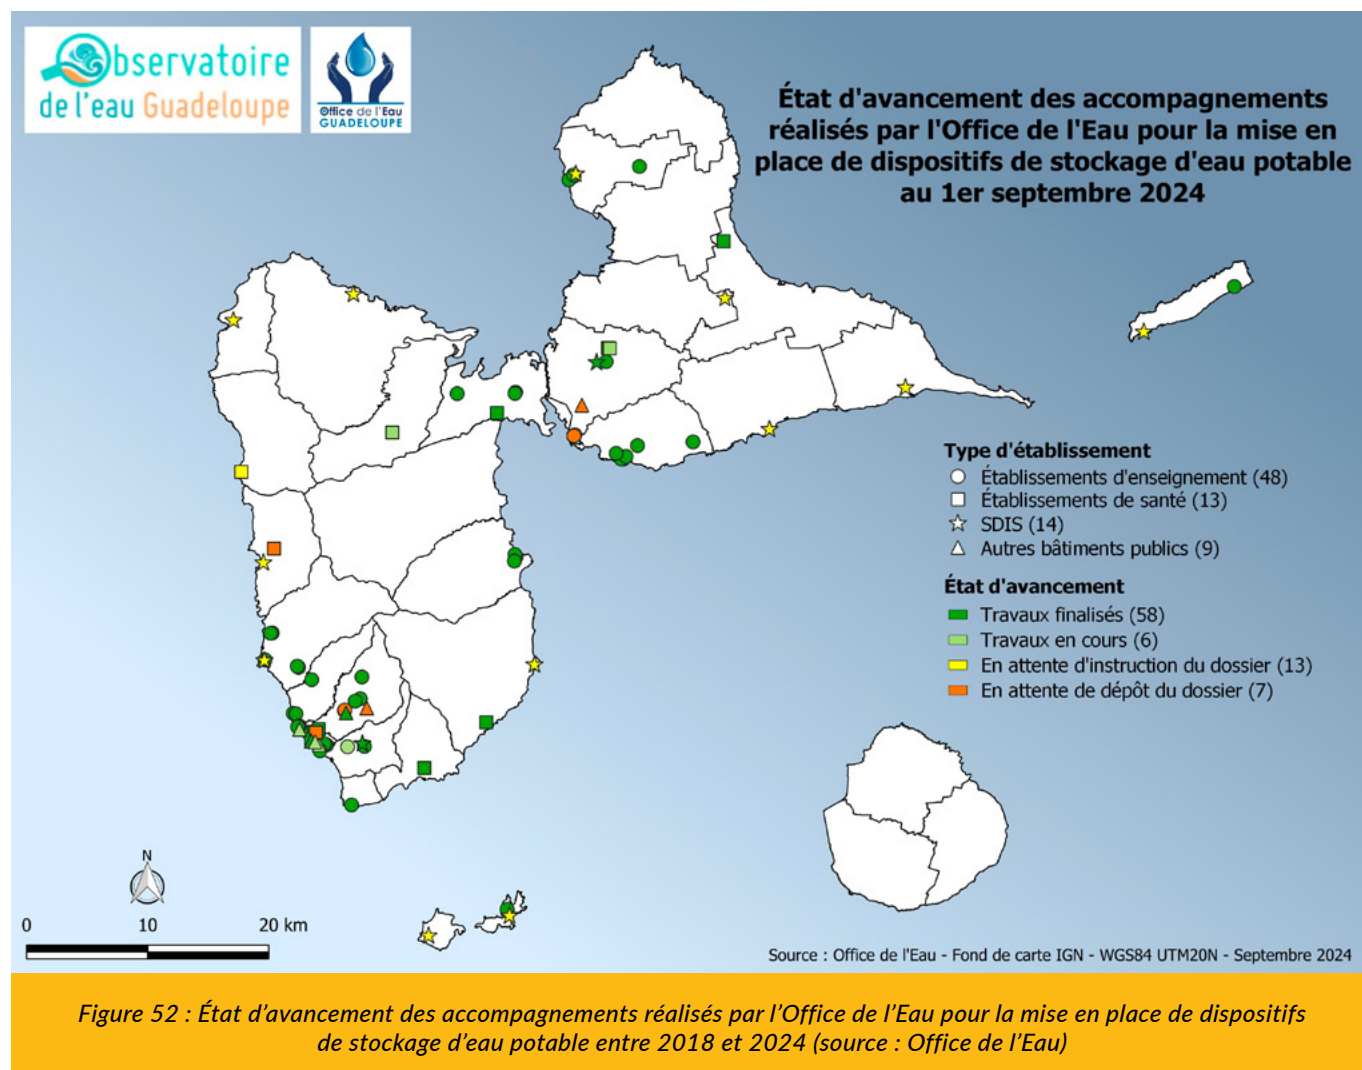 Observatoire
de l'eau Guadeloupe
Office de l'Eau
GUADELOUPE
État d'avancement des accompagnements
réalisés par l'Office de l'Eau pour la mise en
place de dispositifs de stockage d'eau potable
au 1er septembre 2024
Type d'établissement
Établissements d'enseignement (48)
Établissements de santé (13)
SDIS (14)
Autres bâtiments publics (9)
État d'avancement
Travaux finalisés (58)
Travaux en cours (6)
En attente d'instruction du dossier (13)
En attente de dépôt du dossier (7)
N
0 10 20 km
Source : Office de l'Eau - Fond de carte IGN - WGS84 UTM20N - Septembre 2024
Figure 52 : État d’avancement des accompagnements réalisés par l’Office de l’Eau pour la mise en place de dispositifs
de stockage d’eau potable entre 2018 et 2024 (source : Office de l’Eau)